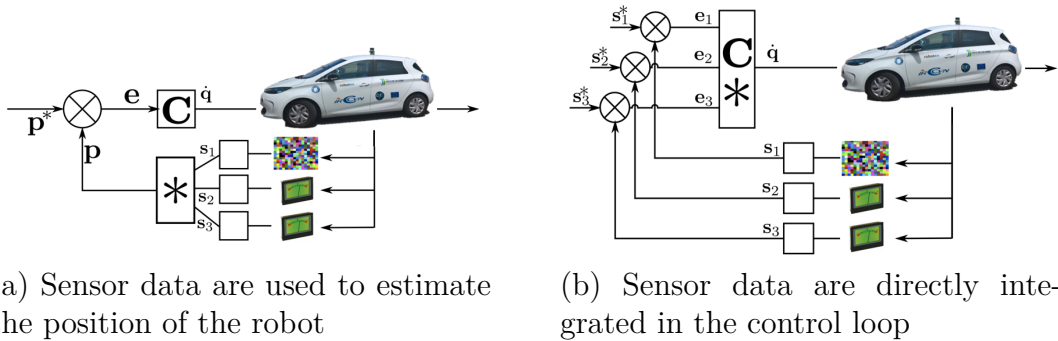 p* e C q̇
p
s₁
* s₂
s₃
s₁* e₁
s₂* e₂ C q̇
s₃* e₃ *
s₁
s₂
s₃
a) Sensor data are used to estimate
he position of the robot
(b) Sensor data are directly inte-
grated in the control loop